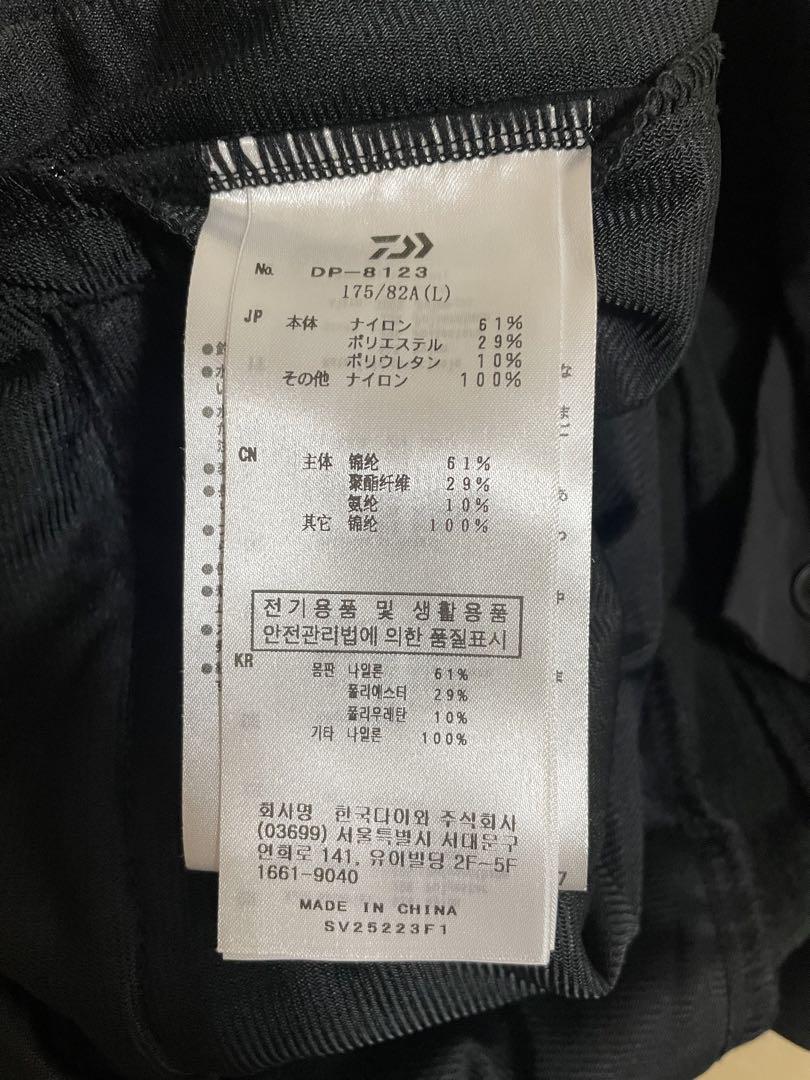 No. DP-8123
175/82A(L)
JP 本体 ナイロン 61%
ポリエステル 29%
ポリウレタン 10%
その他 ナイロン 100%
CN 主体 锦纶 61%
聚酯纤维 29%
氨纶 10%
其它 锦纶 100%
전기용품 및 생활용품
안전관리법에 의한 품질표시
KR 몸판 나일론 61%
폴리에스터 29%
폴리우레탄 10%
기타 나일론 100%
회사명 한국다이와 주식회사
(03699) 서울특별시 서대문구
연희로 141, 유이빌딩 2F~5F
1661-9040
MADE IN CHINA
SV25223F1